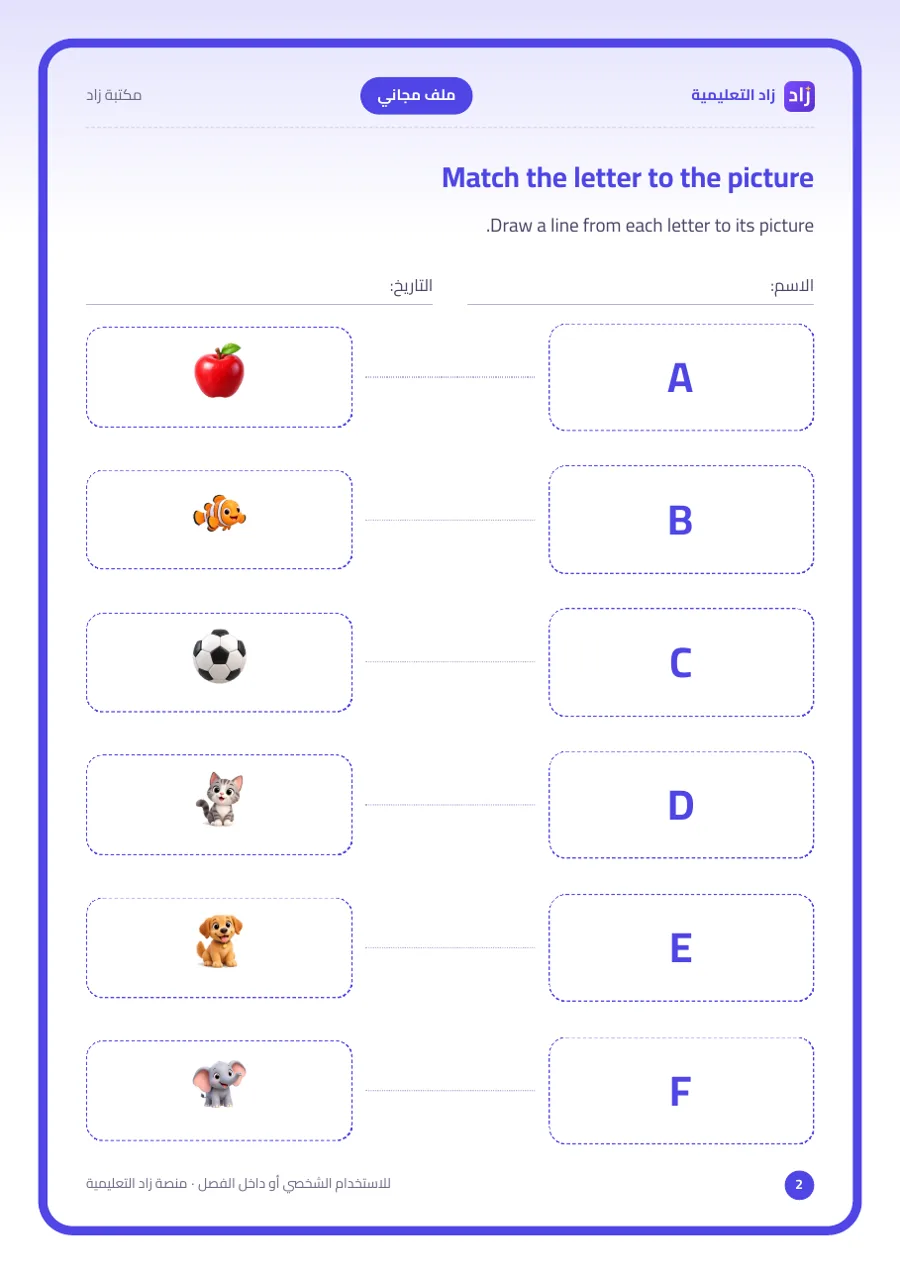 زاد
زاد التعليمية
ملف مجاني
مكتبة زاد
Match the letter to the picture
.Draw a line from each letter to its picture
الاسم:
التاريخ:
A
B
C
D
E
F
2
للاستخدام الشخصي أو داخل الفصل · منصة زاد التعليمية